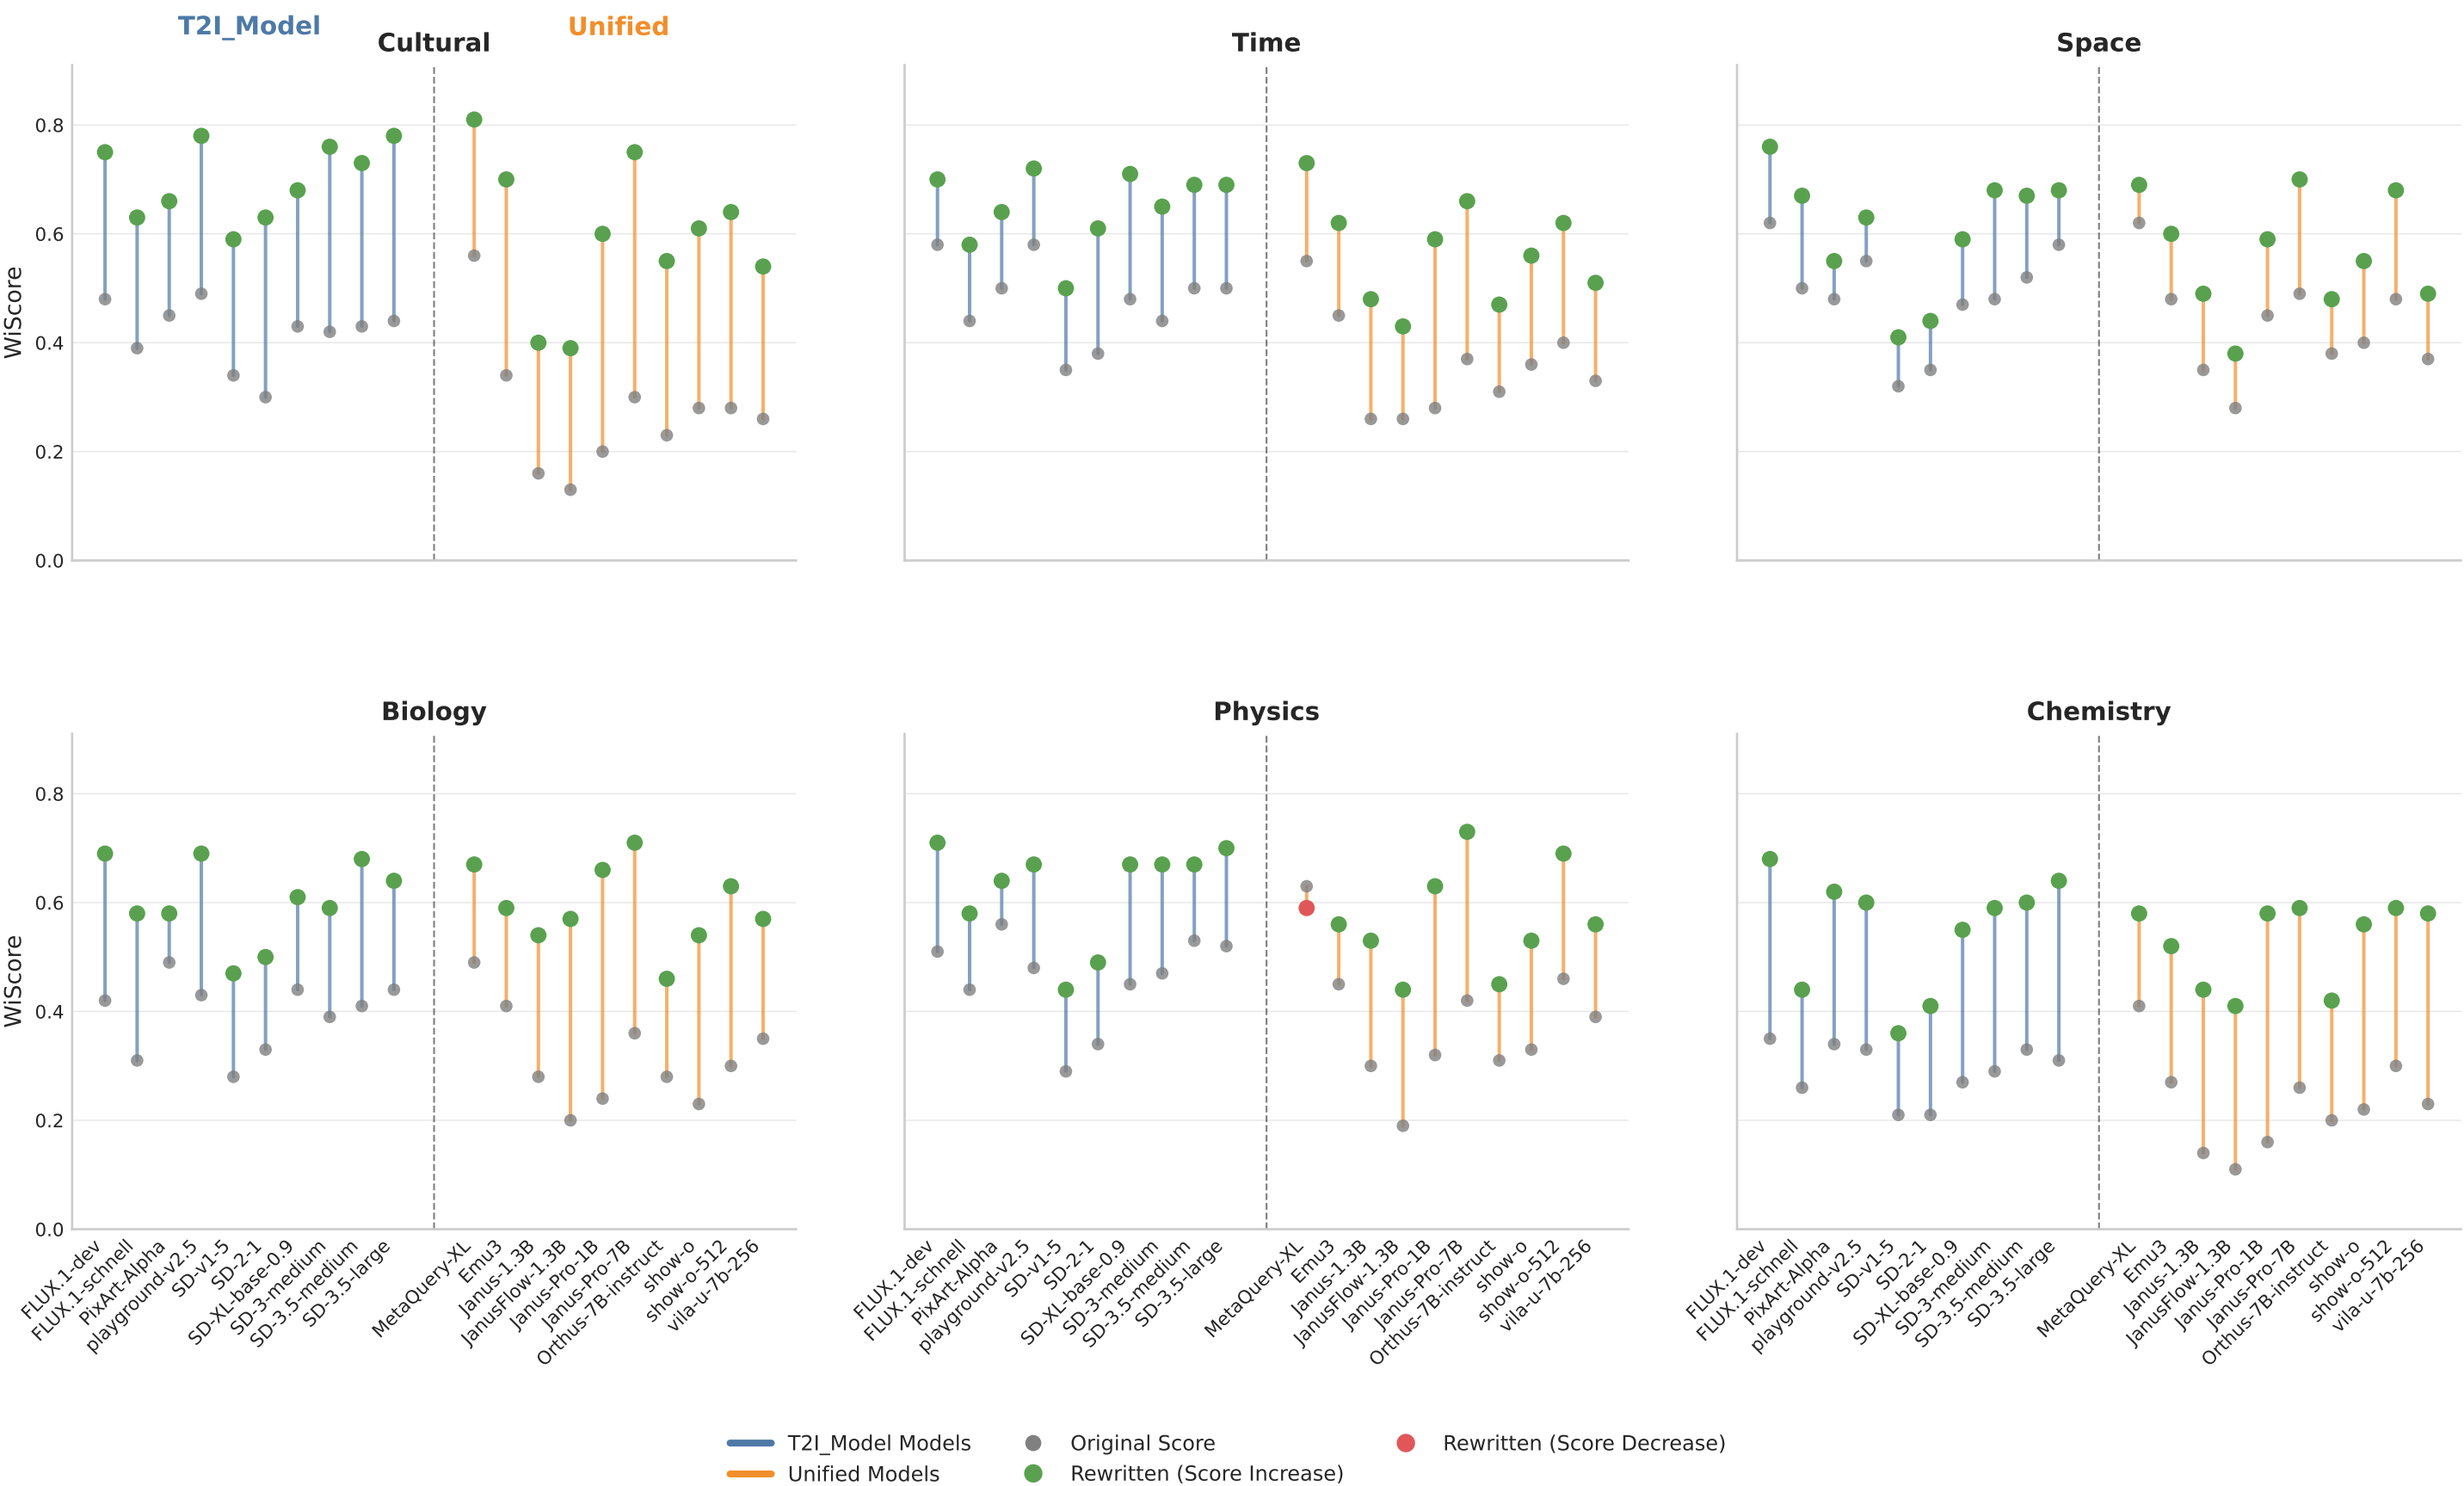 T2I_Model
Unified
Cultural
Time
Space
WiScore
0.8
0.6
0.4
0.2
0.0
Biology
Physics
Chemistry
WiScore
0.8
0.6
0.4
0.2
0.0
FLUX.1-dev
FLUX.1-schnell
PixArt-Alpha
playground-v2.5
SD-v1-5
SD-2-1
SD-XL-base-0.9
SD-3-medium
SD-3.5-medium
SD-3.5-large
MetaQuery-XL
Emu3
Janus-1.3B
JanusFlow-1.3B
Janus-Pro-1B
Janus-Pro-7B
Orthus-7B-instruct
show-o
show-o-512
vila-u-7b-256
FLUX.1-dev
FLUX.1-schnell
PixArt-Alpha
playground-v2.5
SD-v1-5
SD-2-1
SD-XL-base-0.9
SD-3-medium
SD-3.5-medium
SD-3.5-large
MetaQuery-XL
Emu3
Janus-1.3B
JanusFlow-1.3B
Janus-Pro-1B
Janus-Pro-7B
Orthus-7B-instruct
show-o
show-o-512
vila-u-7b-256
FLUX.1-dev
FLUX.1-schnell
PixArt-Alpha
playground-v2.5
SD-v1-5
SD-2-1
SD-XL-base-0.9
SD-3-medium
SD-3.5-medium
SD-3.5-large
MetaQuery-XL
Emu3
Janus-1.3B
JanusFlow-1.3B
Janus-Pro-1B
Janus-Pro-7B
Orthus-7B-instruct
show-o
show-o-512
vila-u-7b-256
T2I_Model Models
Unified Models
Original Score
Rewritten (Score Increase)
Rewritten (Score Decrease)